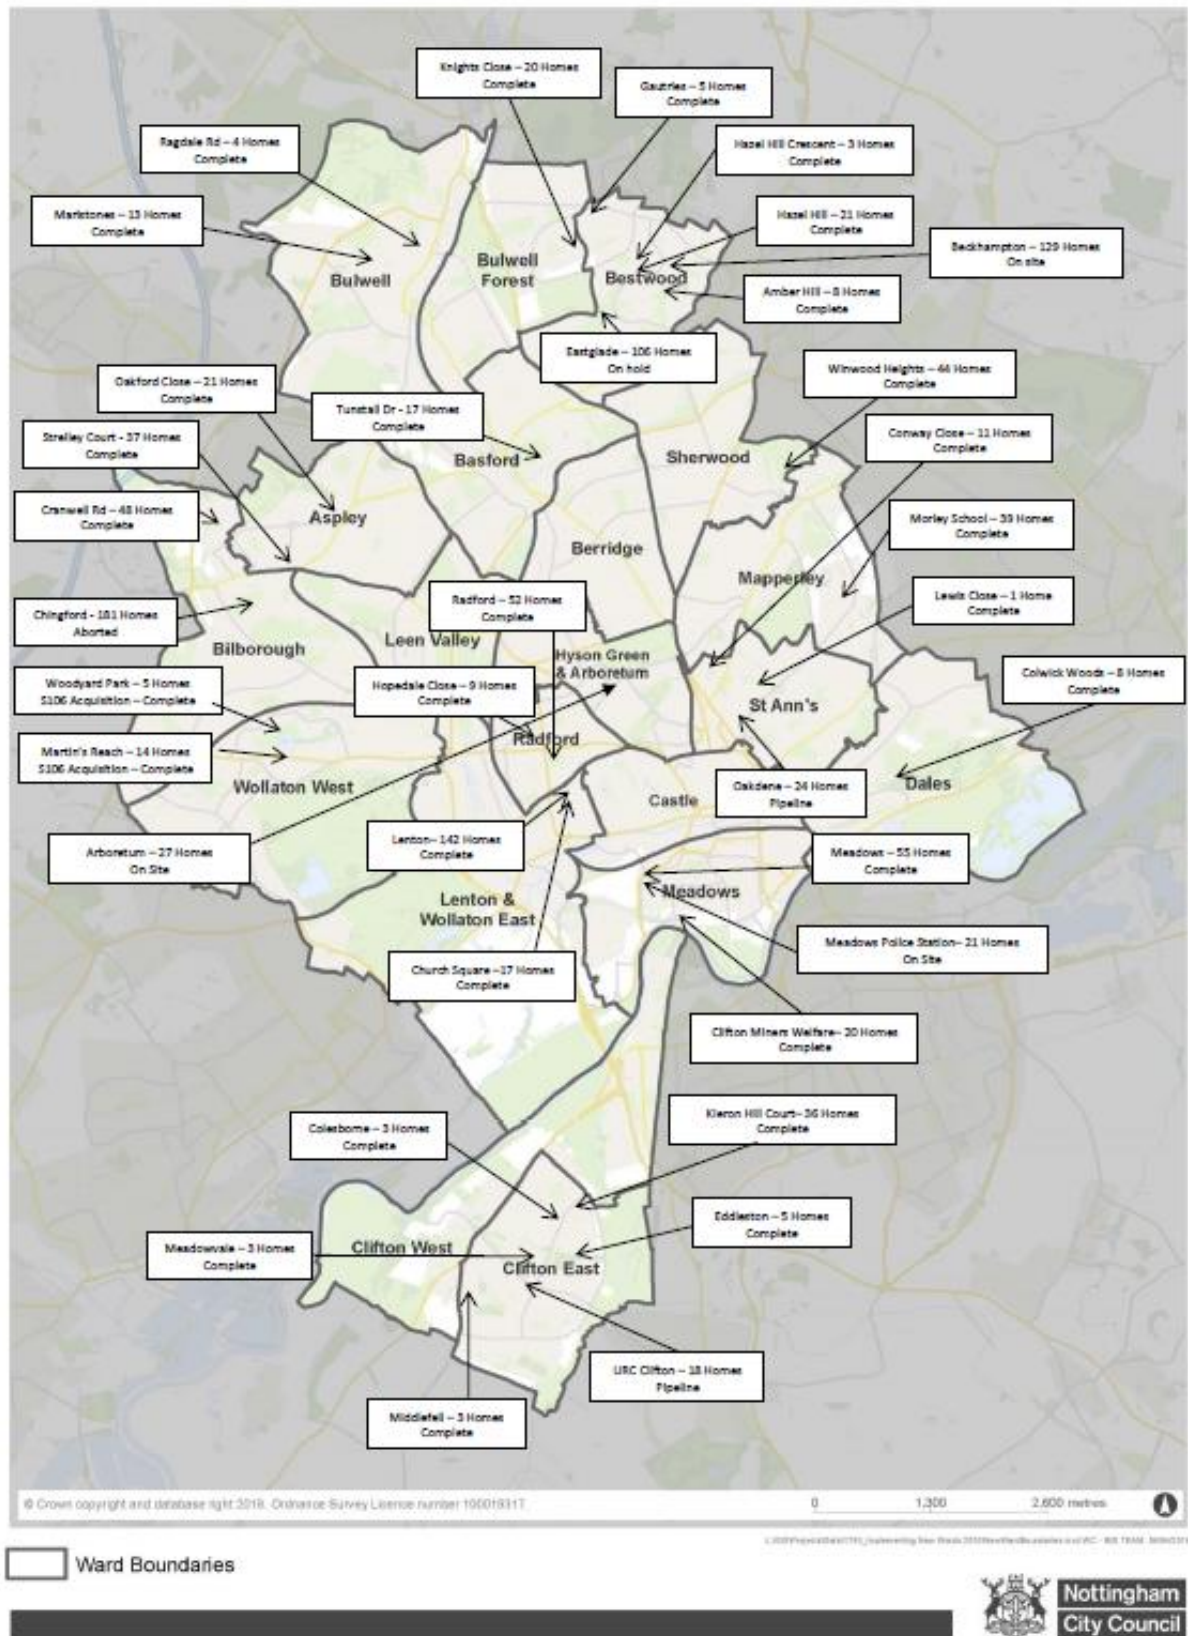 Knights Close – 20 Homes
Complete
Gautries – 5 Homes
Complete
Ragdale Rd – 4 Homes
Complete
Hazel Hill Crescent – 3 Homes
Complete
Marlstones – 13 Homes
Complete
Hazel Hill – 21 Homes
Complete
Beckhampton – 129 Homes
On site
Bulwell
Bulwell
Forest
Bestwood
Amber Hill – 8 Homes
Complete
Eastglade – 106 Homes
On hold
Winwood Heights – 44 Homes
Complete
Oakford Close – 21 Homes
Complete
Tunstall Dr - 17 Homes
Complete
Conway Close – 11 Homes
Complete
Strelley Court - 37 Homes
Complete
Basford
Sherwood
Cranwell Rd – 48 Homes
Complete
Aspley
Morley School – 39 Homes
Complete
Berridge
Mapperley
Radford – 52 Homes
Complete
Lewis Close – 1 Home
Complete
Chingford - 181 Homes
Aborted
Bilborough
Leen Valley
Hyson Green
& Arboretum
Woodyard Park – 5 Homes
S106 Acquisition – Complete
Hopedale Close – 9 Homes
Complete
Colwick Woods – 8 Homes
Complete
St Ann's
Radford
Martin's Reach – 14 Homes
S106 Acquisition – Complete
Wollaton West
Castle
Oakdene – 24 Homes
Pipeline
Dales
Arboretum – 27 Homes
On Site
Lenton– 142 Homes
Complete
Meadows – 55 Homes
Complete
Meadows
Lenton &
Wollaton East
Meadows Police Station– 21 Homes
On Site
Church Square –17 Homes
Complete
Clifton Miners Welfare– 20 Homes
Complete
Colesborne – 3 Homes
Complete
Kieron Hill Court– 36 Homes
Complete
Eddleston – 5 Homes
Complete
Meadowvale – 3 Homes
Complete
Clifton West
Clifton East
URC Clifton – 18 Homes
Pipeline
Middlefell – 3 Homes
Complete
© Crown copyright and database right 2019. Ordnance Survey Licence number 100019317
0 1,300 2,600 metres
Ward Boundaries
Nottingham
City Council